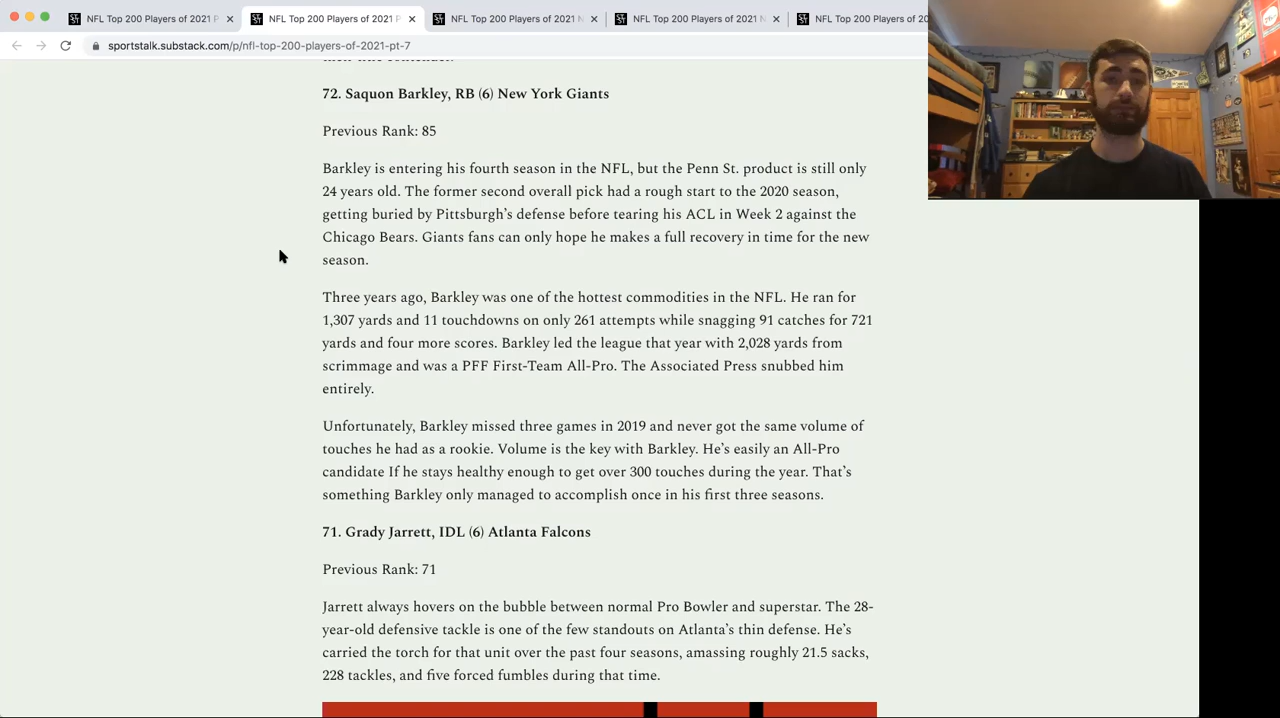 NFL Top 200 Players of 2021 P
NFL Top 200 Players of 2021 P
NFL Top 200 Players of 2021 N
NFL Top 200 Players of 2021 N
NFL Top 200 Players of 20
sportstalk.substack.com/p/nfl-top-200-players-of-2021-pt-7
72. Saquon Barkley, RB (6) New York Giants
Previous Rank: 85
Barkley is entering his fourth season in the NFL, but the Penn St. product is still only
24 years old. The former second overall pick had a rough start to the 2020 season,
getting buried by Pittsburgh’s defense before tearing his ACL in Week 2 against the
Chicago Bears. Giants fans can only hope he makes a full recovery in time for the new
season.
Three years ago, Barkley was one of the hottest commodities in the NFL. He ran for
1,307 yards and 11 touchdowns on only 261 attempts while snagging 91 catches for 721
yards and four more scores. Barkley led the league that year with 2,028 yards from
scrimmage and was a PFF First-Team All-Pro. The Associated Press snubbed him
entirely.
Unfortunately, Barkley missed three games in 2019 and never got the same volume of
touches he had as a rookie. Volume is the key with Barkley. He’s easily an All-Pro
candidate If he stays healthy enough to get over 300 touches during the year. That’s
something Barkley only managed to accomplish once in his first three seasons.
71. Grady Jarrett, IDL (6) Atlanta Falcons
Previous Rank: 71
Jarrett always hovers on the bubble between normal Pro Bowler and superstar. The 28-
year-old defensive tackle is one of the few standouts on Atlanta’s thin defense. He’s
carried the torch for that unit over the past four seasons, amassing roughly 21.5 sacks,
228 tackles, and five forced fumbles during that time.